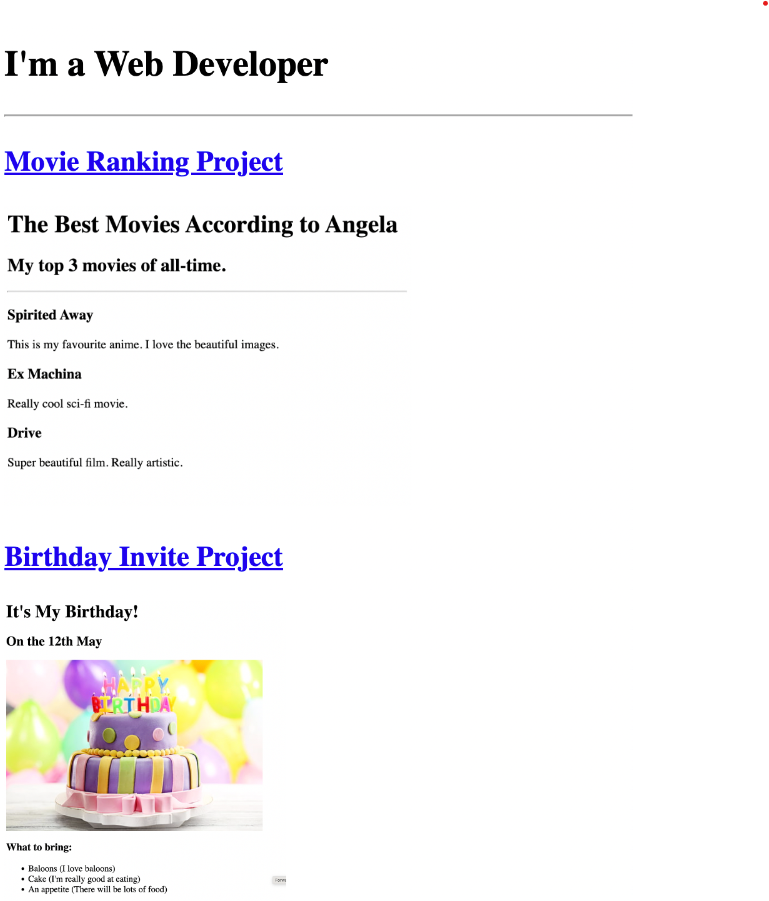 I'm a Web Developer
Movie Ranking Project
The Best Movies According to Angela
My top 3 movies of all-time.
Spirited Away
This is my favourite anime. I love the beautiful images.
Ex Machina
Really cool sci-fi movie.
Drive
Super beautiful film. Really artistic.
Birthday Invite Project
It's My Birthday!
On the 12th May
HAPPY
BIRTHDAY
What to bring:
Baloons (I love baloons)
Cake (I'm really good at eating)
An appetite (There will be lots of food)